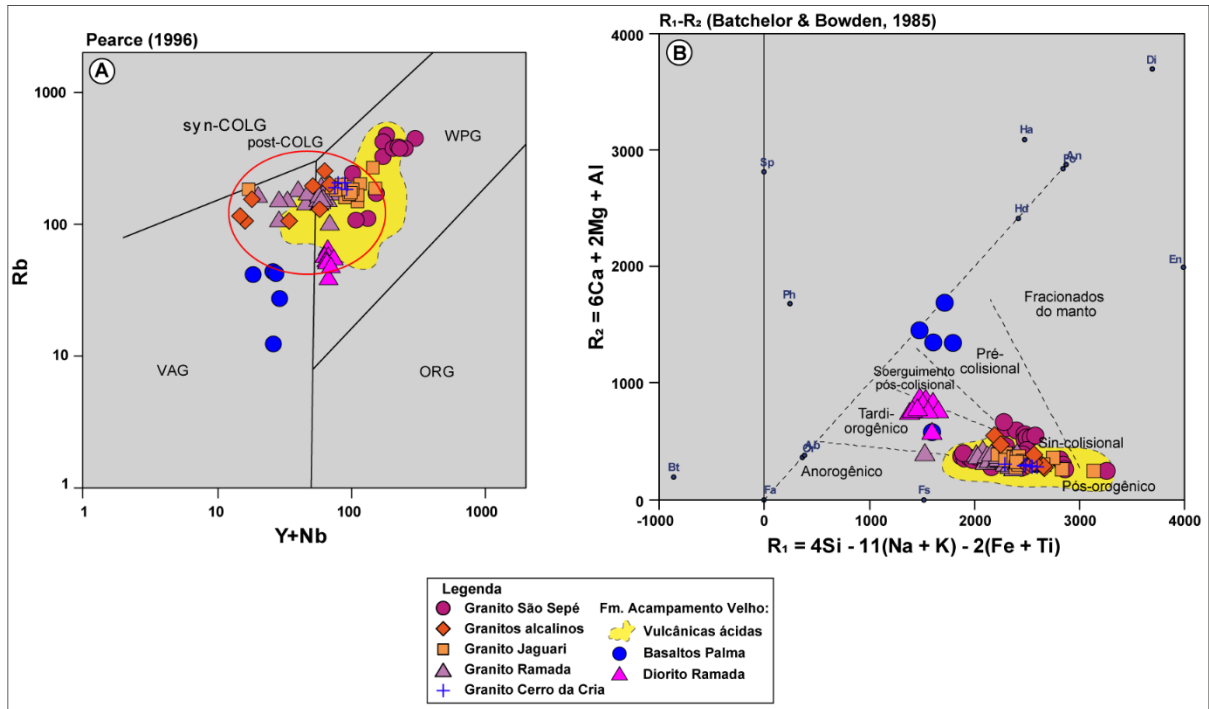 Pearce (1996)
A
1000
100
10
1
Rb
syn-COLG
post-COLG
WPG
VAG
ORG
1
10
100
1000
Y+Nb
R₁-R₂ (Batchelor & Bowden, 1985)
B
4000
3000
2000
1000
0
R₂ = 6Ca + 2Mg + Al
Di
Ha
An
Sp
Hd
En
Ph
Fracionados
do manto
Pré-
colisional
Soerguimento
pós-colisional
Tardi-
orogênico
Sin-colisional
Ab
Or
Anorogênico
Pós-orogênico
Bt
Fa
Fs
-1000
0
1000
2000
3000
4000
R₁ = 4Si - 11(Na + K) - 2(Fe + Ti)
Legenda
Granito São Sepé
Granitos alcalinos
Granito Jaguari
Granito Ramada
Granito Cerro da Cria
Fm. Acampamento Velho:
Vulcânicas ácidas
Basaltos Palma
Diorito Ramada